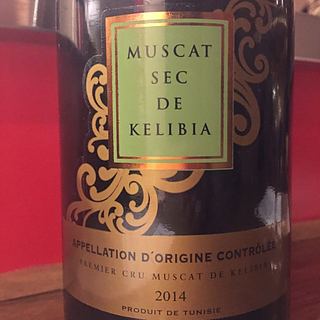 MUSCAT
SEC
DE
KELIBIA
APPELLATION D'ORIGINE CONTRÔLÉE
PREMIER CRU MUSCAT DE KELIBIA
2014
PRODUIT DE TUNISIE